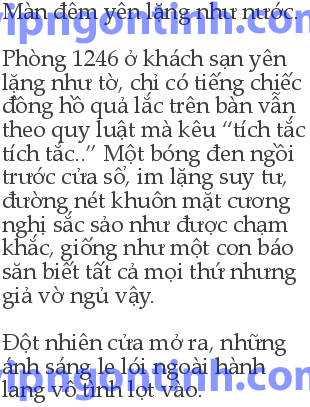 Màn đêm yên lặng như nước.
vipngontinh.com
Phòng 1246 ở khách sạn yên
lặng như tờ, chỉ có tiếng chiếc
đồng hồ quả lắc trên bàn vẫn
theo quy luật mà kêu “tích tắc
tích tắc..” Một bóng đen ngồi
trước cửa sổ, im lặng suy tư,
đường nét khuôn mặt cương
nghị sắc sảo như được chạm
khắc, giống như một con báo
săn biết tất cả mọi thứ nhưng
giả vờ ngủ vậy.
Đột nhiên cửa mở ra, những
ánh sáng le lói ngoài hành
vipngontinh.com
lang vô tình lọt vào.